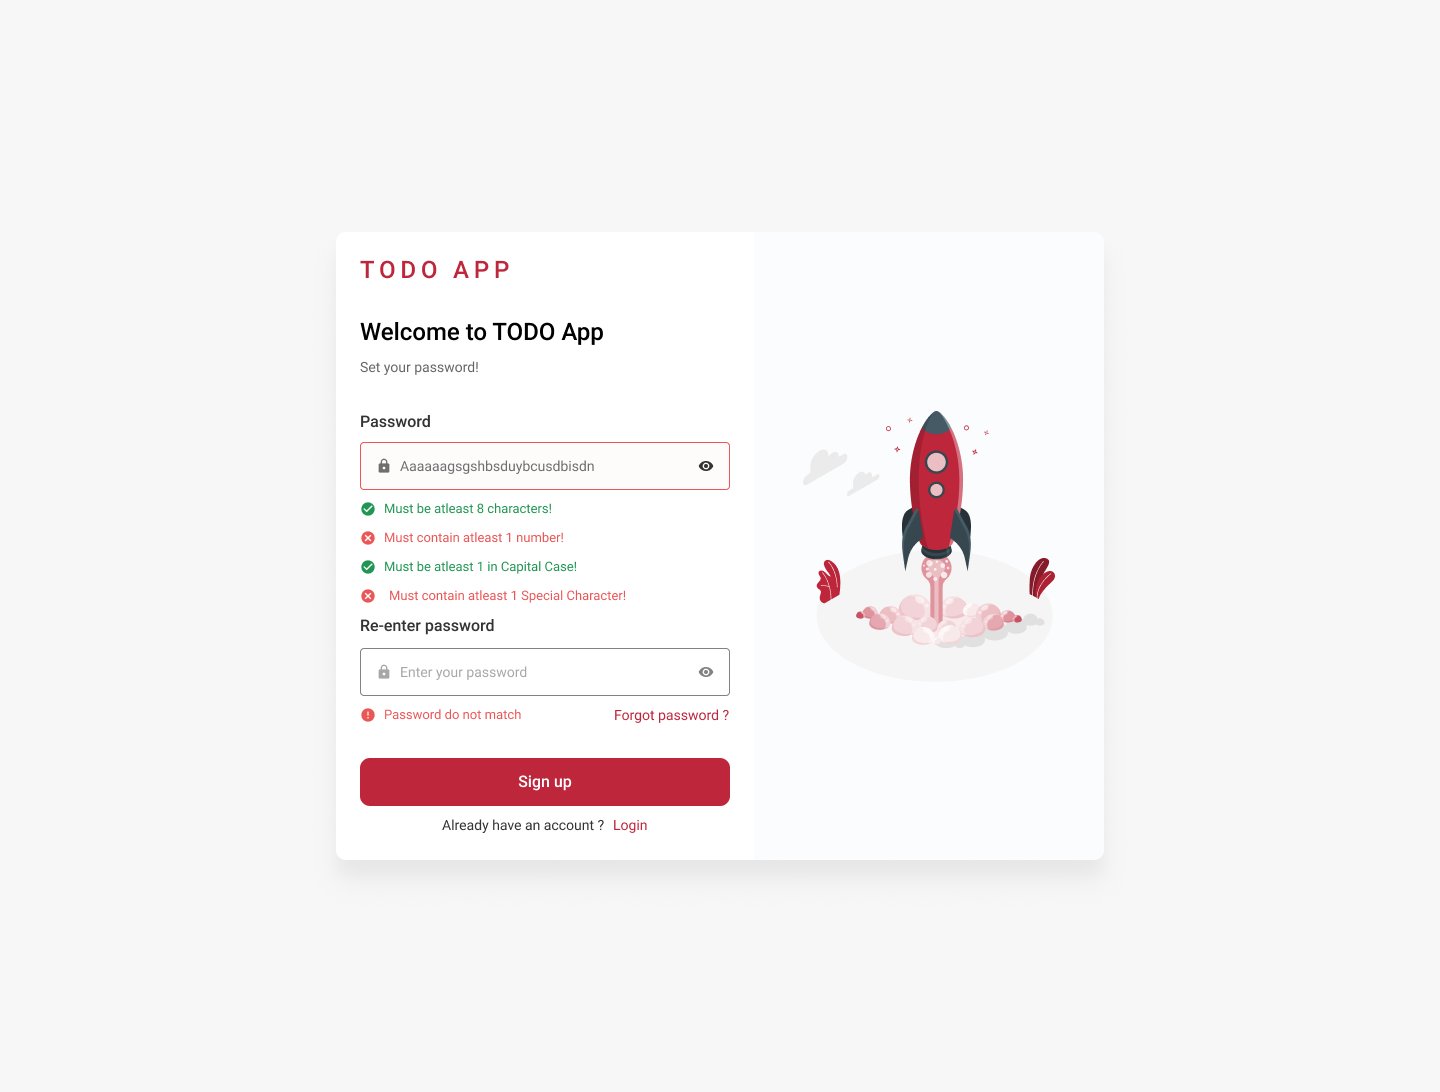 TODO APP
Welcome to TODO App
Set your password!
Password
Aaaaaagsgshbsduybcusdbisdn
Must be atleast 8 characters!
Must contain atleast 1 number!
Must be atleast 1 in Capital Case!
Must contain atleast 1 Special Character!
Re-enter password
Enter your password
Password do not match Forgot password ?
Sign up
Already have an account ? Login